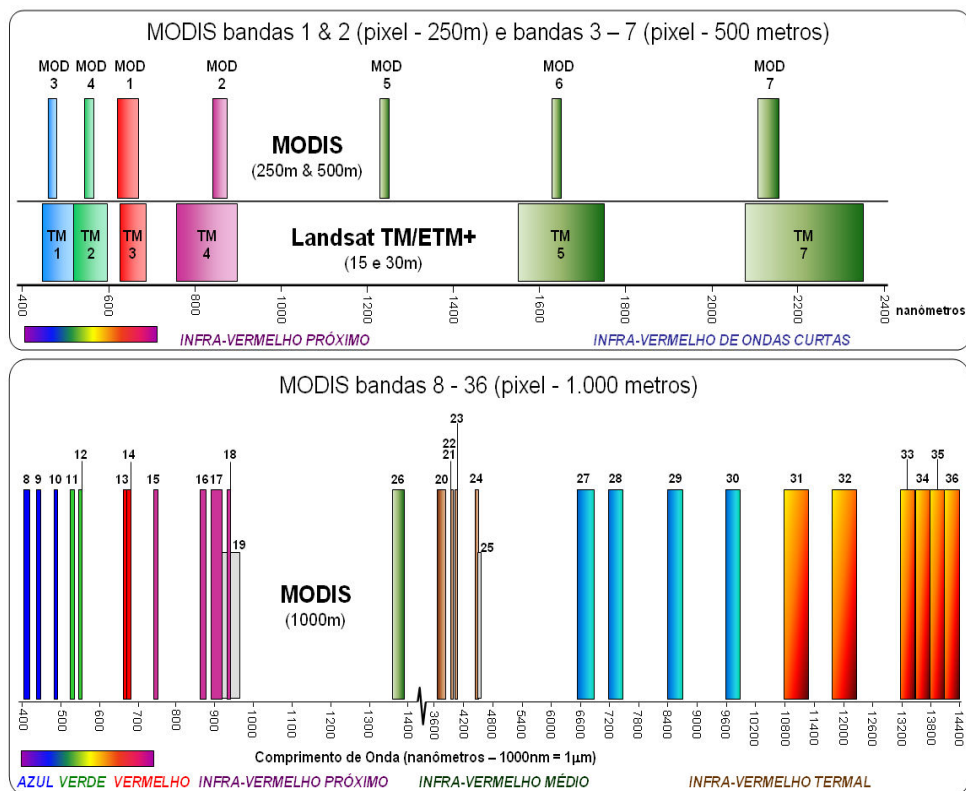 MODIS bandas 1 & 2 (pixel - 250m) e bandas 3 – 7 (pixel - 500 metros)
MOD 3
MOD 4
MOD 1
MOD 2
MOD 5
MOD 6
MOD 7
MODIS
(250m & 500m)
TM 1
TM 2
TM 3
TM 4
Landsat TM/ETM+
(15 e 30m)
TM 5
TM 7
400 600 800 1000 1200 1400 1600 1800 2000 2200 2400 nanômetros
INFRA-VERMELHO PRÓXIMO INFRA-VERMELHO DE ONDAS CURTAS
MODIS bandas 8 - 36 (pixel - 1.000 metros)
23
12 14 18 22 33 35
21
8 9 10 11 13 15 16 17 26 20 24 27 28 29 30 31 32 34 36
19 25
MODIS
(1000m)
400 500 600 700 800 900 1000 1100 1200 1300 1400 3600 4200 4800 5400 6000 6600 7200 7800 8400 9000 9600 10200 10800 11400 12000 12600 13200 13800 14400
Comprimento de Onda (nanômetros – 1000nm = 1µm)
AZUL VERDE VERMELHO INFRA-VERMELHO PRÓXIMO INFRA-VERMELHO MÉDIO INFRA-VERMELHO TERMAL